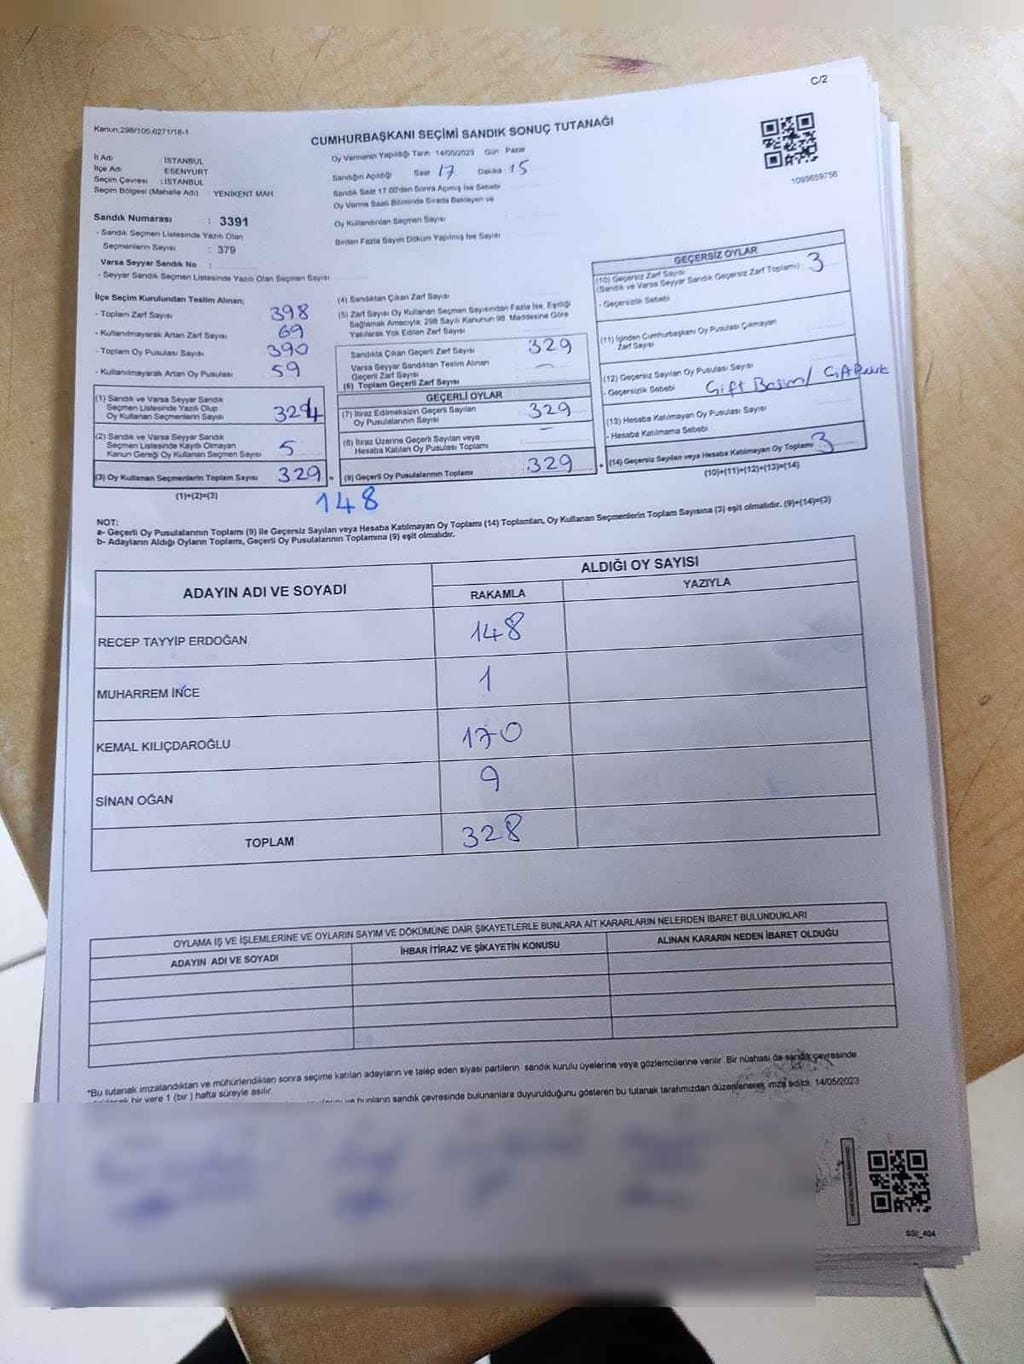 C/2
Kanun:298/105.6271/16-1
CUMHURBAŞKANI SEÇİMİ SANDIK SONUÇ TUTANAĞI
1093659756
İl Adı : İSTANBUL
İlçe Adı : ESENYURT
Seçim Çevresi : İSTANBUL
Seçim Bölgesi (Mahalle Adı) YENİKENT MAH
Oy Vermenin Yapıldığı Tarih 14/05/2023 Gün Pazar
Sandığın Açıldığı Saat 17 Dakika 15
Sandık Saat 17.00'den Sonra Açılmış İse Sebebi
Oy Verme Saati Bitiminde Sırada Bekleyen ve
Oy Kullandırılan Seçmen Sayısı
Birden Fazla Sayım Döküm Yapılmış İse Sayısı
Sandık Numarası : 3391
- Sandık Seçmen Listesinde Yazılı Olan
Seçmenlerin Sayısı : 379
Varsa Seyyar Sandık No :
- Seyyar Sandık Seçmen Listesinde Yazılı Olan Seçmen Sayısı
İlçe Seçim Kurulundan Teslim Alınan;
- Toplam Zarf Sayısı 398
- Kullanılmayarak Artan Zarf Sayısı 69
- Toplam Oy Pusulası Sayısı 390
- Kullanılmayarak Artan Oy Pusulası 59
(1) Sandık ve Varsa Seyyar Sandık
Seçmen Listesinde Yazılı Olup
Oy Kullanan Seçmenlerin Sayısı 324
(2) Sandık ve Varsa Seyyar Sandık
Seçmen Listesinde Kayıtlı Olmayan
Kanun Gereği Oy Kullanan Seçmen Sayısı 5
(3) Oy Kullanan Seçmenlerin Toplam Sayısı 329
(1)+(2)=(3)
(4) Sandıktan Çıkan Zarf Sayısı
(5) Zarf Sayısı Oy Kullanan Seçmen Sayısından Fazla İse, Eşitliği
Sağlamak Amacıyla, 298 Sayılı Kanunun 98. Maddesine Göre
Yakılarak Yok Edilen Zarf Sayısı
Sandıkta Çıkan Geçerli Zarf Sayısı 329
Varsa Seyyar Sandıktan Teslim Alınan
Geçerli Zarf Sayısı —
(6) Toplam Geçerli Zarf Sayısı
GEÇERLİ OYLAR
(7) İtiraz Edilmeksizin Geçerli Sayılan
Oy Pusulalarının Sayısı 329
(8) İtiraz Üzerine Geçerli Sayılan veya
Hesaba Katılan Oy Pusulası Toplamı —
(9) Geçerli Oy Pusulalarının Toplamı 329
148
GEÇERSİZ OYLAR
(10) Geçersiz Zarf Sayısı
(Sandık ve Varsa Seyyar Sandık Geçersiz Zarf Toplamı) 3
- Geçersizlik Sebebi
(11) İçinden Cumhurbaşkanı Oy Pusulası Çıkmayan
Zarf Sayısı
(12) Geçersiz Sayılan Oy Pusulası Sayısı
- Geçersizlik Sebebi Çift Basım/
(13) Hesaba Katılmayan Oy Pusulası Sayısı
- Hesaba Katılmama Sebebi
(14) Geçersiz Sayılan veya Hesaba Katılmayan Oy Toplamı 3
(10)+(11)+(12)+(13)=(14)
NOT:
a- Geçerli Oy Pusulalarının Toplamı (9) ile Geçersiz Sayılan veya Hesaba Katılmayan Oy Toplamı (14) Toplamları, Oy Kullanan Seçmenlerin Toplam Sayısına (3) eşit olmalıdır. (9)+(14)=(3)
b- Adayların Aldığı Oyların Toplamı, Geçerli Oy Pusulalarının Toplamına (9) eşit olmalıdır.
ADAYIN ADI VE SOYADI
ALDIĞI OY SAYISI
RAKAMLA YAZIYLA
RECEP TAYYİP ERDOĞAN 148
MUHARREM İNCE 1
KEMAL KILIÇDAROĞLU 170
SİNAN OĞAN 9
TOPLAM 328
OYLAMA İŞ VE İŞLEMLERİNE VE OYLARIN SAYIM VE DÖKÜMÜNE DAİR ŞİKAYETLERLE BUNLARA AİT KARARLARIN NELERDEN İBARET BULUNDUKLARI
ADAYIN ADI VE SOYADI İHBAR İTİRAZ VE ŞİKAYETİN KONUSU ALINAN KARARIN NEDEN İBARET OLDUĞU
*Bu tutanak imzalandıktan ve mühürlendikten sonra seçime katılan adayların ve talep eden siyasi partilerin sandık kurulu üyelerine veya gözlemcilerine verilir. Bir nüshası da sandık çevresinde
bir yere 1 (bir ) hafta süreyle asılır.
ve bunların sandık çevresinde bulunanlara duyurulduğunu gösteren bu tutanak tarafımızdan düzenlenerek imza edildi. 14/05/2023
SSI_404